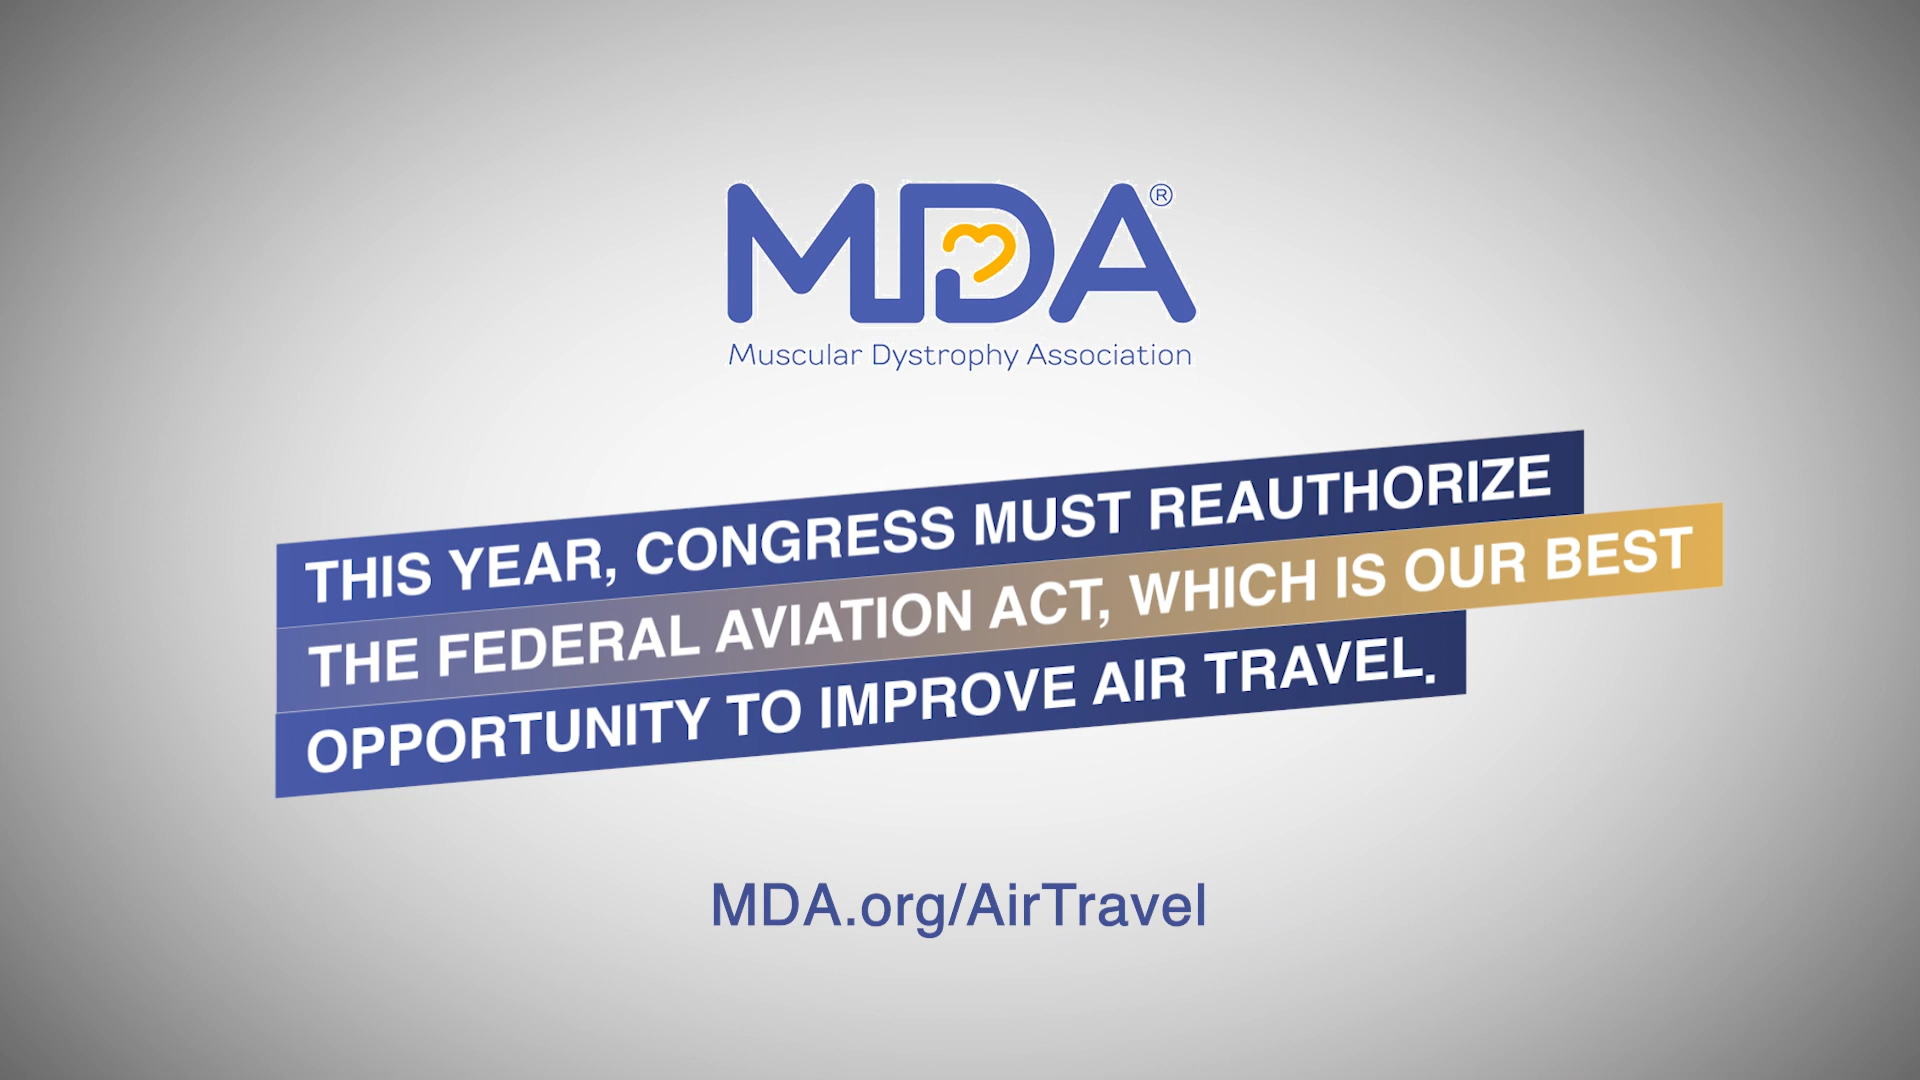 MDA®
Muscular Dystrophy Association
THIS YEAR, CONGRESS MUST REAUTHORIZE
THE FEDERAL AVIATION ACT, WHICH IS OUR BEST
OPPORTUNITY TO IMPROVE AIR TRAVEL.
MDA.org/AirTravel